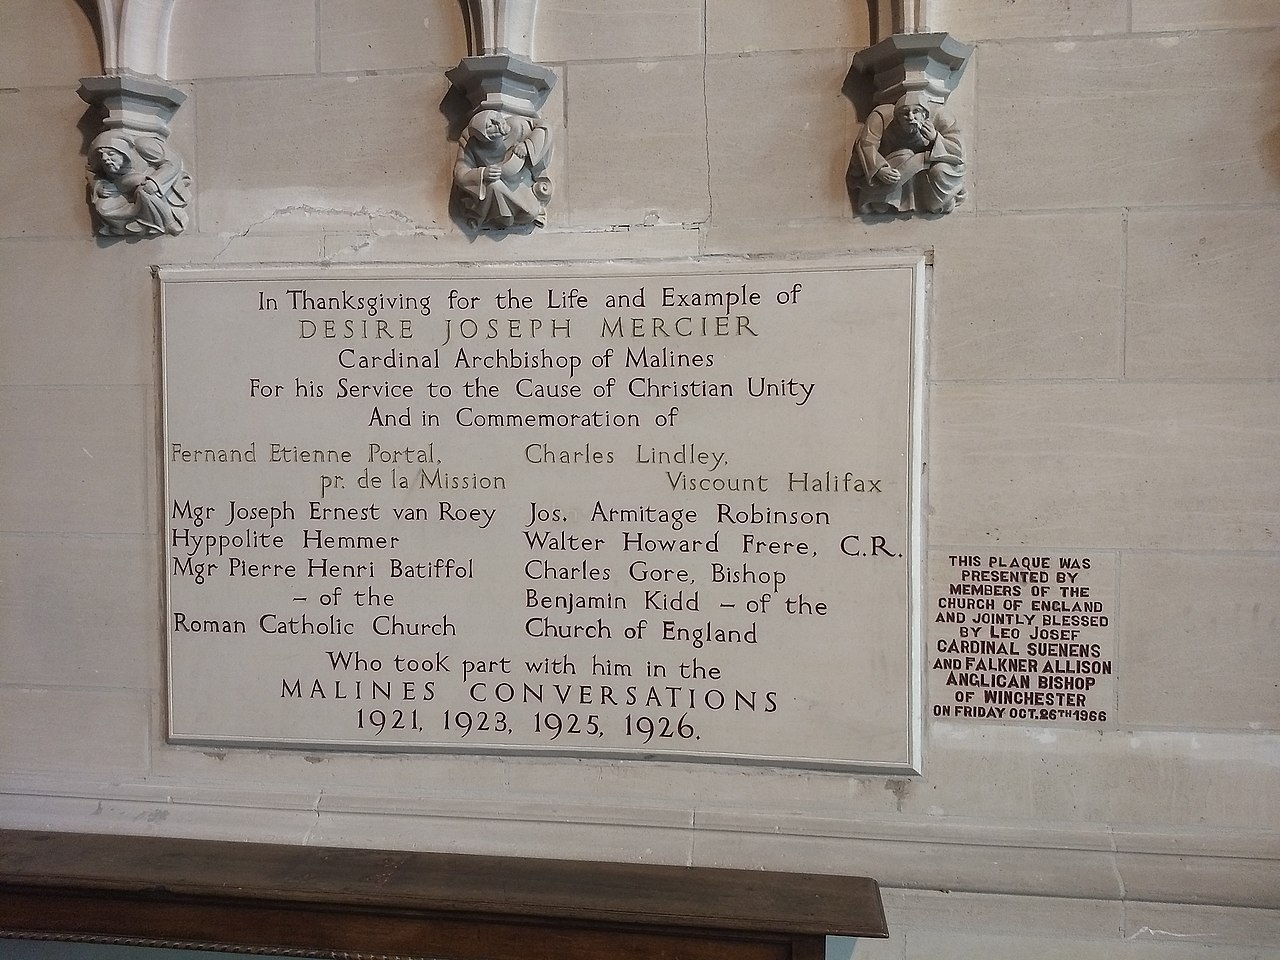 In Thanksgiving for the Life and Example of
DESIRE JOSEPH MERCIER
Cardinal Archbishop of Malines
For his Service to the Cause of Christian Unity
And in Commemoration of
Fernand Etienne Portal,
pr. de la Mission
Mgr Joseph Ernest van Roey
Hyppolite Hemmer
Mgr Pierre Henri Batiffol
– of the
Roman Catholic Church
Charles Lindley,
Viscount Halifax
Jos. Armitage Robinson
Walter Howard Frere, C.R.
Charles Gore, Bishop
Benjamin Kidd – of the
Church of England
Who took part with him in the
MALINES CONVERSATIONS
1921, 1923, 1925, 1926.
THIS PLAQUE WAS
PRESENTED BY
MEMBERS OF THE
CHURCH OF ENGLAND
AND JOINTLY BLESSED
BY LEO JOSEF
CARDINAL SUENENS
AND FALKNER ALLISON
ANGLICAN BISHOP
OF WINCHESTER
ON FRIDAY OCT. 26TH 1966